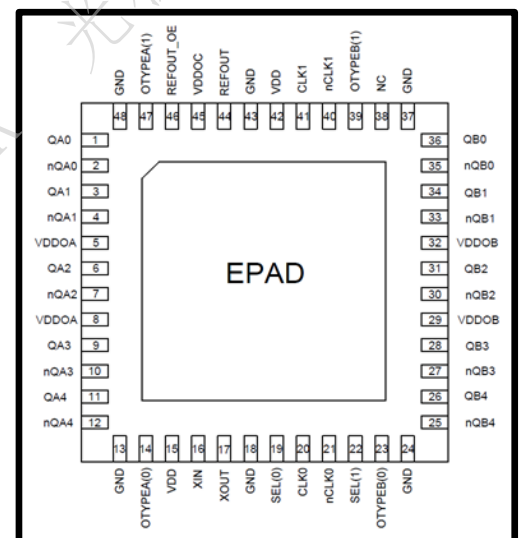 GND OTYPEA(1) REFOUT_OE VDDOC REFOUT GND VDD CLK1 nCLK1 OTYPEB(1) NC GND
48 47 46 45 44 43 42 41 40 39 38 37
QA0 1 36 QB0
nQA0 2 35 nQB0
QA1 3 34 QB1
nQA1 4 33 nQB1
VDDOA 5 32 VDDOB
QA2 6 31 QB2
EPAD
nQA2 7 30 nQB2
VDDOA 8 29 VDDOB
QA3 9 28 QB3
nQA3 10 27 nQB3
QA4 11 26 QB4
nQA4 12 25 nQB4
13 14 15 16 17 18 19 20 21 22 23 24
GND OTYPEA(0) VDD XIN XOUT GND SEL(0) CLK0 nCLK0 SEL(1) OTYPEB(0) GND